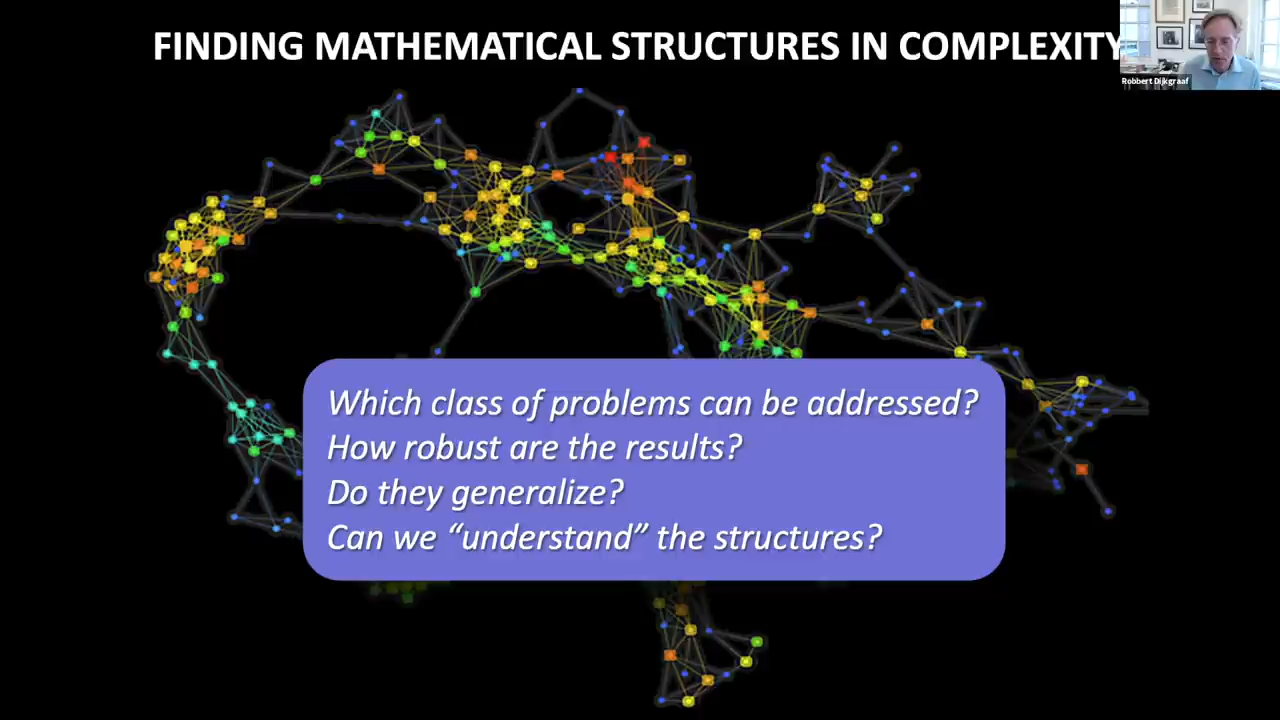 FINDING MATHEMATICAL STRUCTURES IN COMPLEXITY
Robbert Dijkgraaf
Which class of problems can be addressed?
How robust are the results?
Do they generalize?
Can we “understand” the structures?